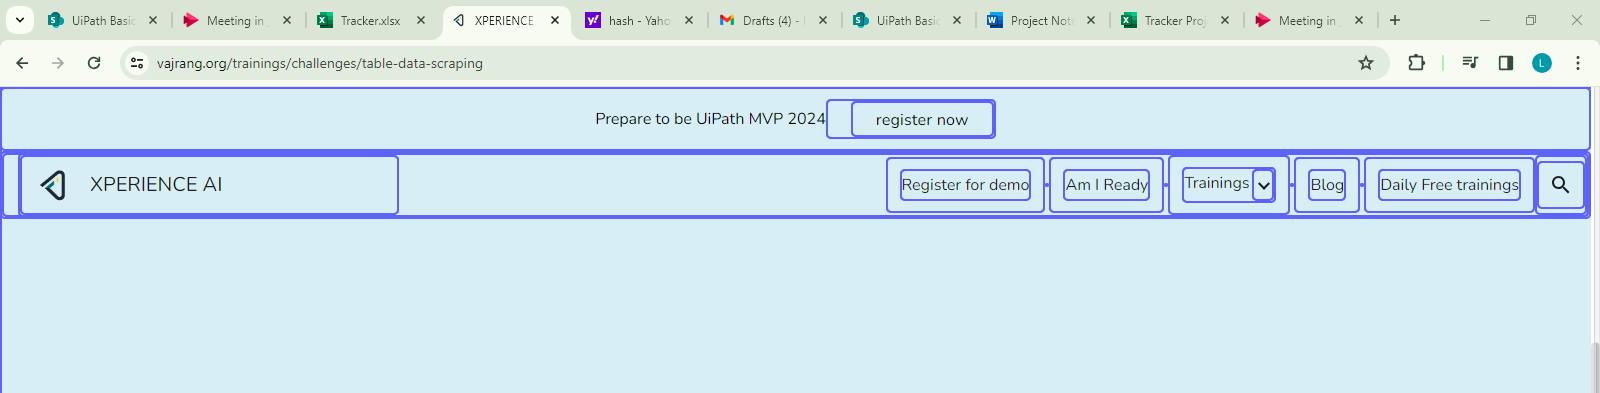 UiPath Basic
Meeting in
Tracker.xlsx
XPERIENCE
hash - Yaho
Drafts (4) -
UiPath Basic
Project Note
Tracker Proj
Meeting in
vajrang.org/trainings/challenges/table-data-scraping
L
Prepare to be UiPath MVP 2024 register now
XPERIENCE AI Register for demo Am I Ready Trainings Blog Daily Free trainings